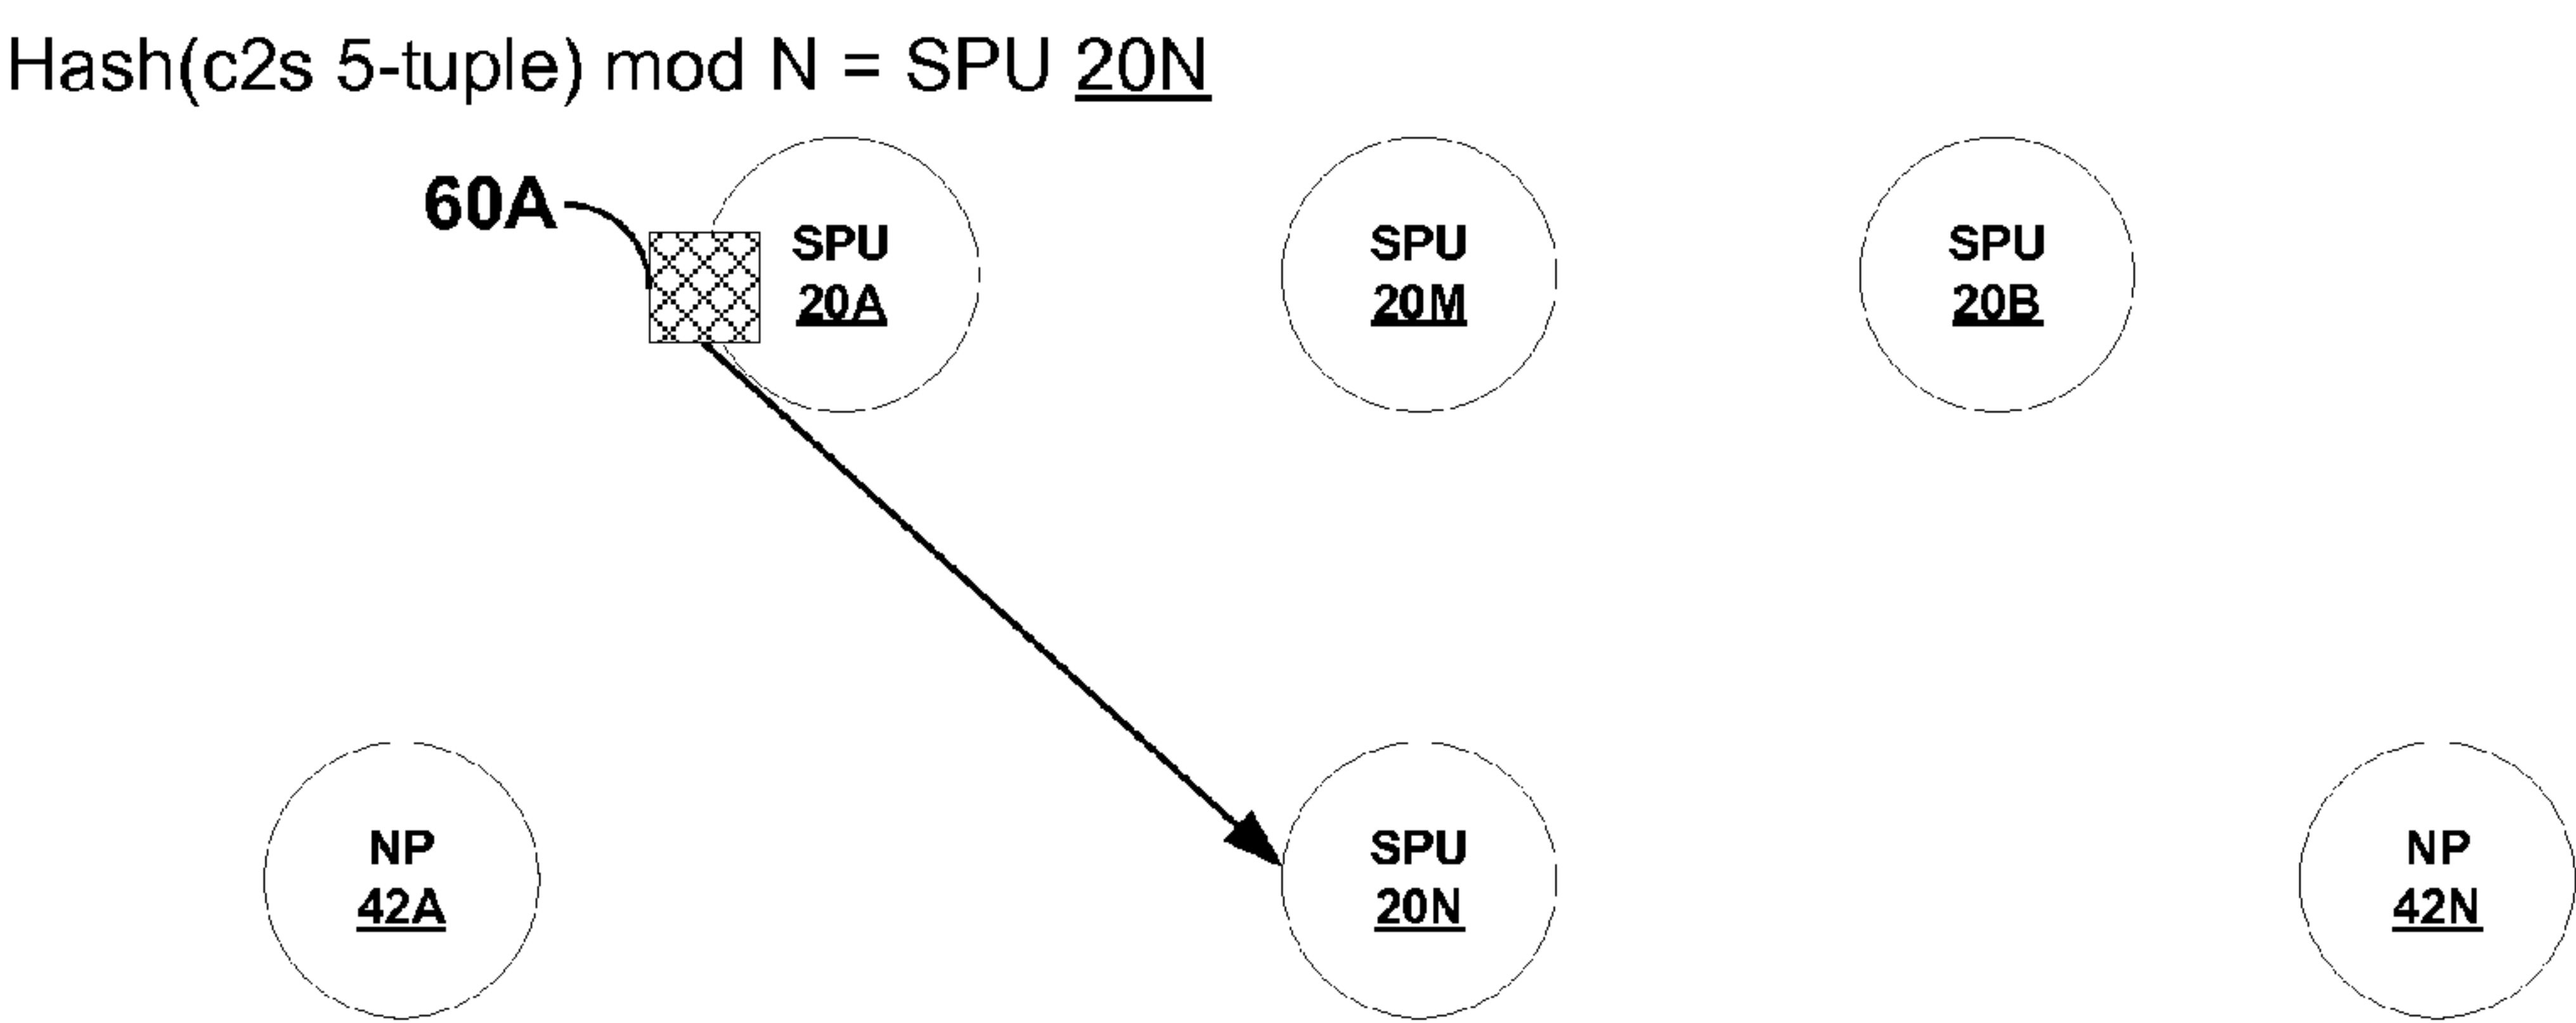 Hash(c2s 5-tuple) mod N = SPU 20N
60A
SPU
20A
SPU
20M
SPU
20B
NP
42A
SPU
20N
NP
42N